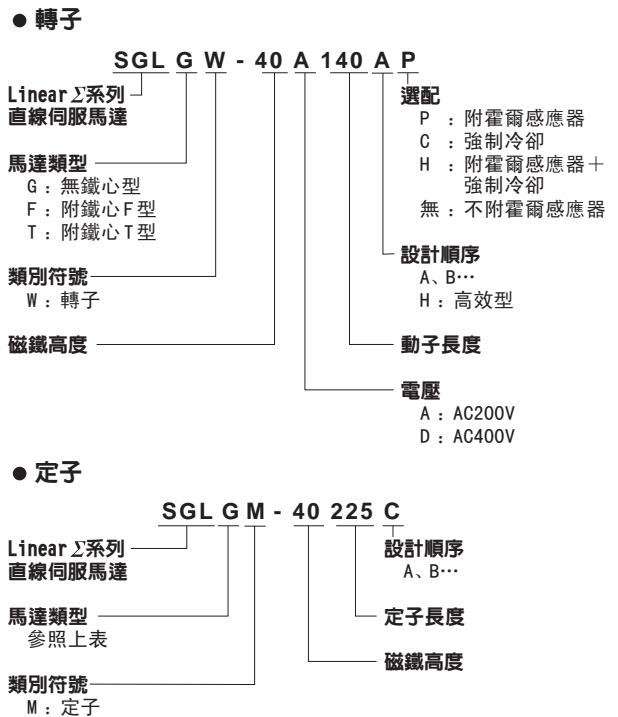 ● 轉子
SGL G W - 40 A 140 A P
Linear Σ系列
直線伺服馬達
馬達類型
G：無鐵心型
F：附鐵心F型
T：附鐵心T型
類別符號
W：轉子
磁鐵高度
選配
P ：附霍爾感應器
C ：強制冷卻
H ：附霍爾感應器＋
強制冷卻
無：不附霍爾感應器
設計順序
A、B…
H：高效型
動子長度
電壓
A：AC200V
D：AC400V
● 定子
SGL G M - 40 225 C
Linear Σ系列
直線伺服馬達
馬達類型
參照上表
類別符號
M：定子
設計順序
A、B…
定子長度
磁鐵高度